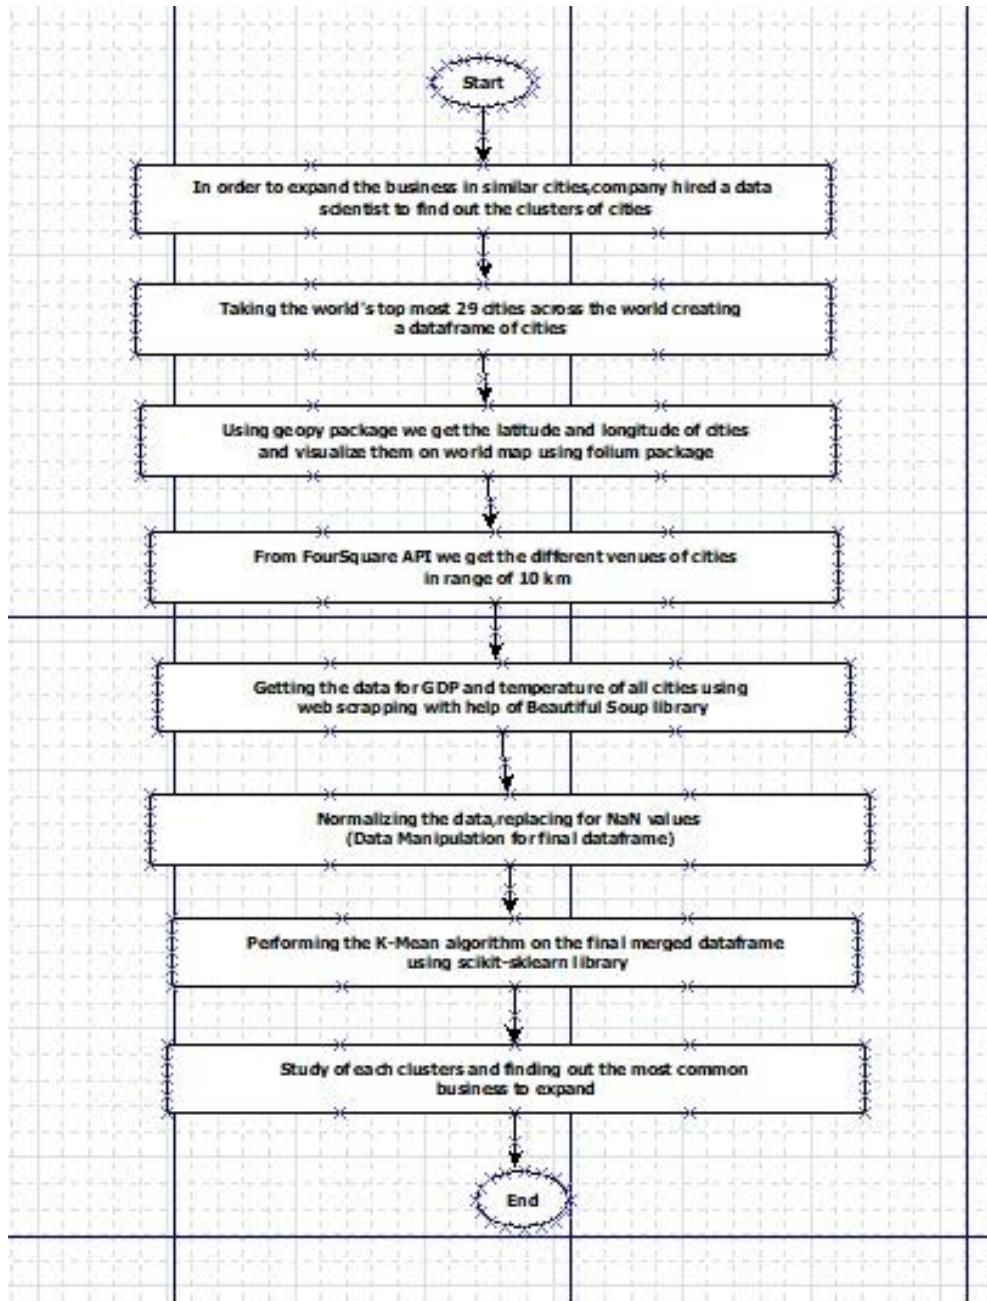 Start
In order to expand the business in similar cities,company hired a data
scientist to find out the clusters of cities
Taking the world's top most 29 cities across the world creating
a dataframe of cities
Using geopy package we get the latitude and longitude of cities
and visualize them on world map using folium package
From FourSquare API we get the different venues of cities
in range of 10 km
Getting the data for GDP and temperature of all cities using
web scrapping with help of Beautiful Soup library
Normalizing the data,replacing for NaN values
(Data Manipulation for final dataframe)
Performing the K-Mean algorithm on the final merged dataframe
using scikit-sklearn library
Study of each clusters and finding out the most common
business to expand
End